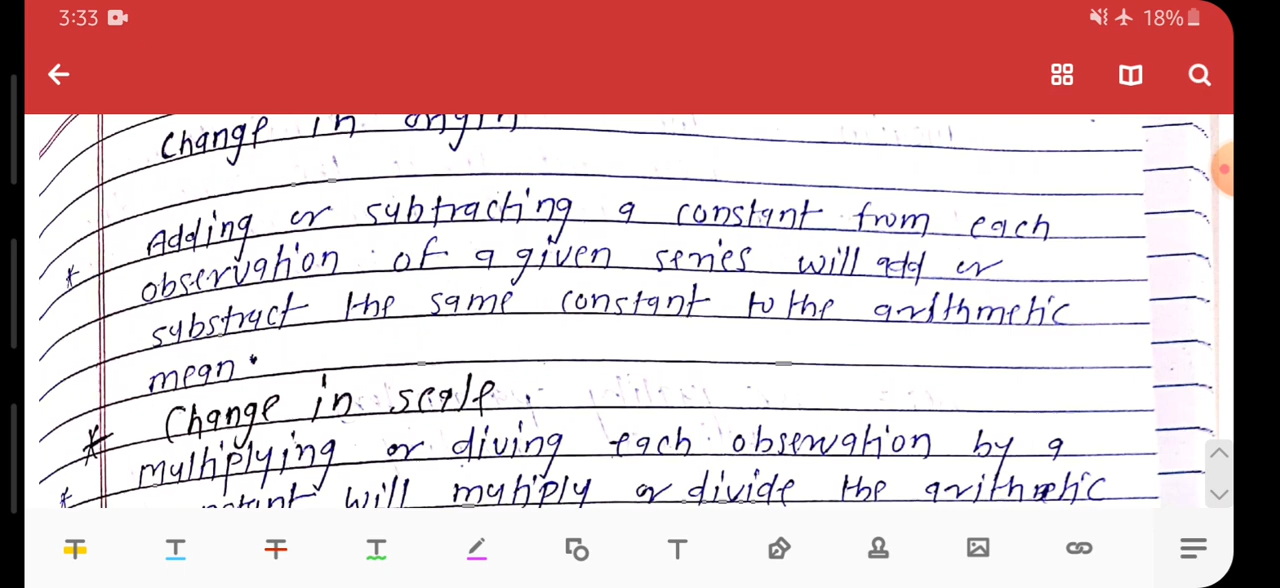 3:33
18%
Change in origin
Adding or subtracting a constant from each
* observation of a given series will add or
substract the same constant to the arithmetic
mean.
* Change in scale
* multiplying or diving each observation by a
will multiply or divide the arithmetic